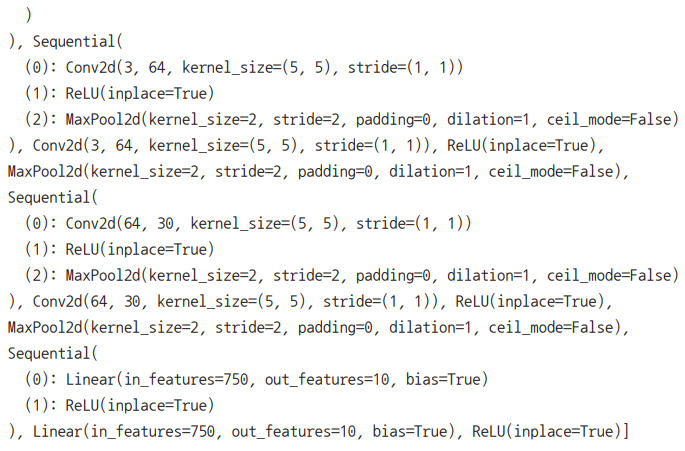 )
), Sequential(
(0): Conv2d(3, 64, kernel_size=(5, 5), stride=(1, 1))
(1): ReLU(inplace=True)
(2): MaxPool2d(kernel_size=2, stride=2, padding=0, dilation=1, ceil_mode=False)
), Conv2d(3, 64, kernel_size=(5, 5), stride=(1, 1)), ReLU(inplace=True),
MaxPool2d(kernel_size=2, stride=2, padding=0, dilation=1, ceil_mode=False),
Sequential(
(0): Conv2d(64, 30, kernel_size=(5, 5), stride=(1, 1))
(1): ReLU(inplace=True)
(2): MaxPool2d(kernel_size=2, stride=2, padding=0, dilation=1, ceil_mode=False)
), Conv2d(64, 30, kernel_size=(5, 5), stride=(1, 1)), ReLU(inplace=True),
MaxPool2d(kernel_size=2, stride=2, padding=0, dilation=1, ceil_mode=False),
Sequential(
(0): Linear(in_features=750, out_features=10, bias=True)
(1): ReLU(inplace=True)
), Linear(in_features=750, out_features=10, bias=True), ReLU(inplace=True)]